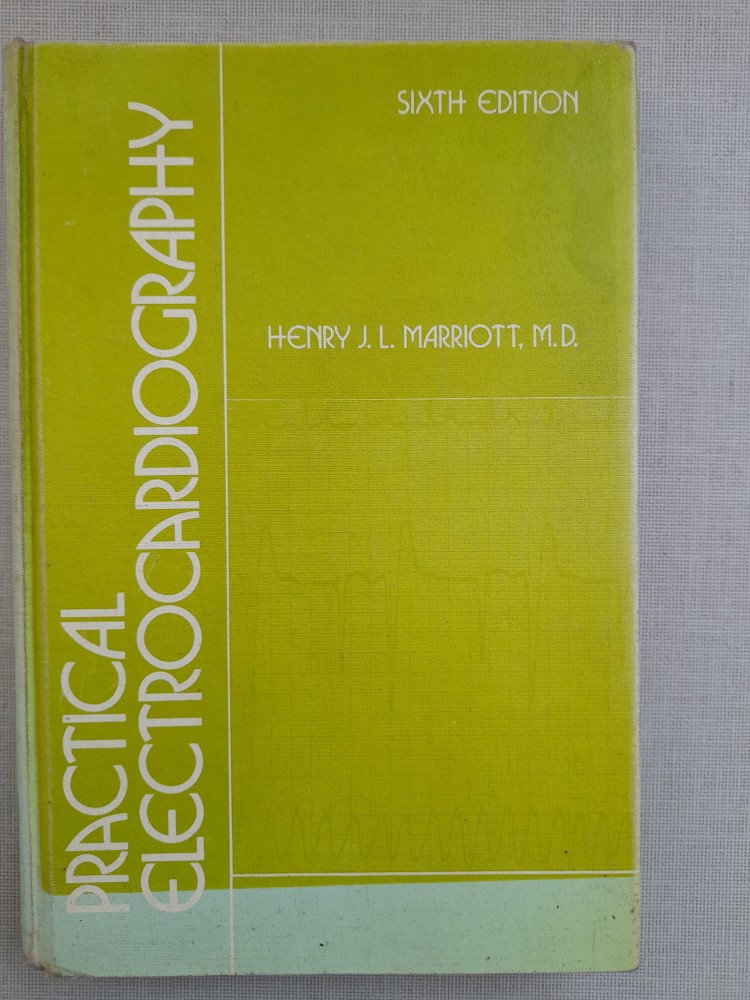 SIXTH EDITION
HENRY J. L. MARRIOTT, M.D.
PRACTICAL
ELECTROCARDIOGRAPHY